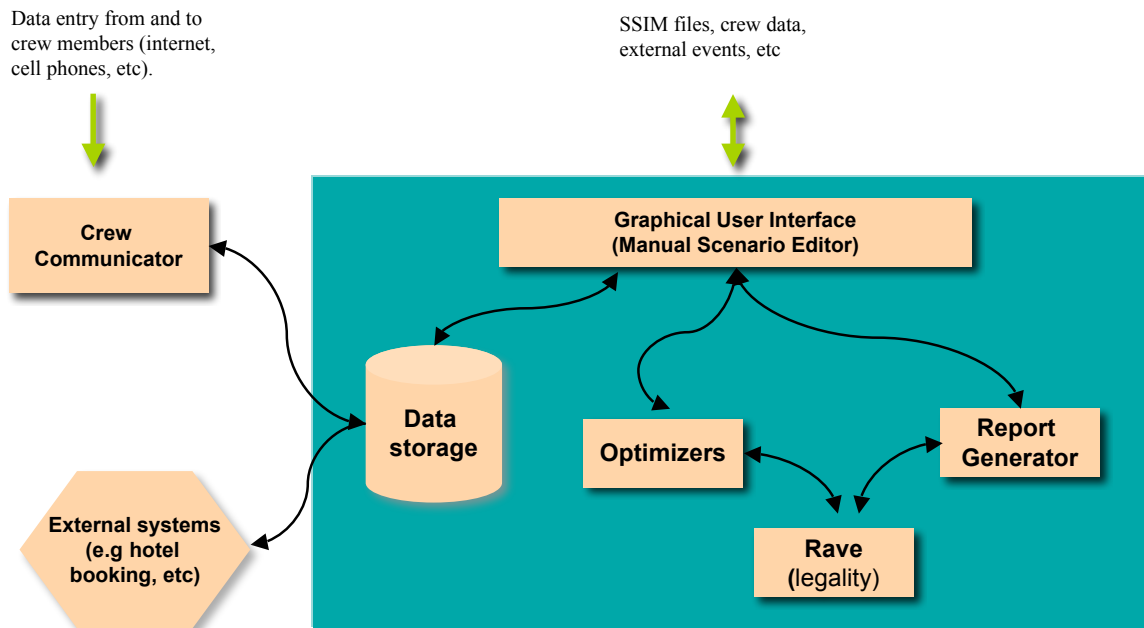 Data entry from and to
crew members (internet,
cell phones, etc).
SSIM files, crew data,
external events, etc
Crew
Communicator
Graphical User Interface
(Manual Scenario Editor)
Data
storage
Optimizers
Report
Generator
External systems
(e.g hotel
booking, etc)
Rave
(legality)